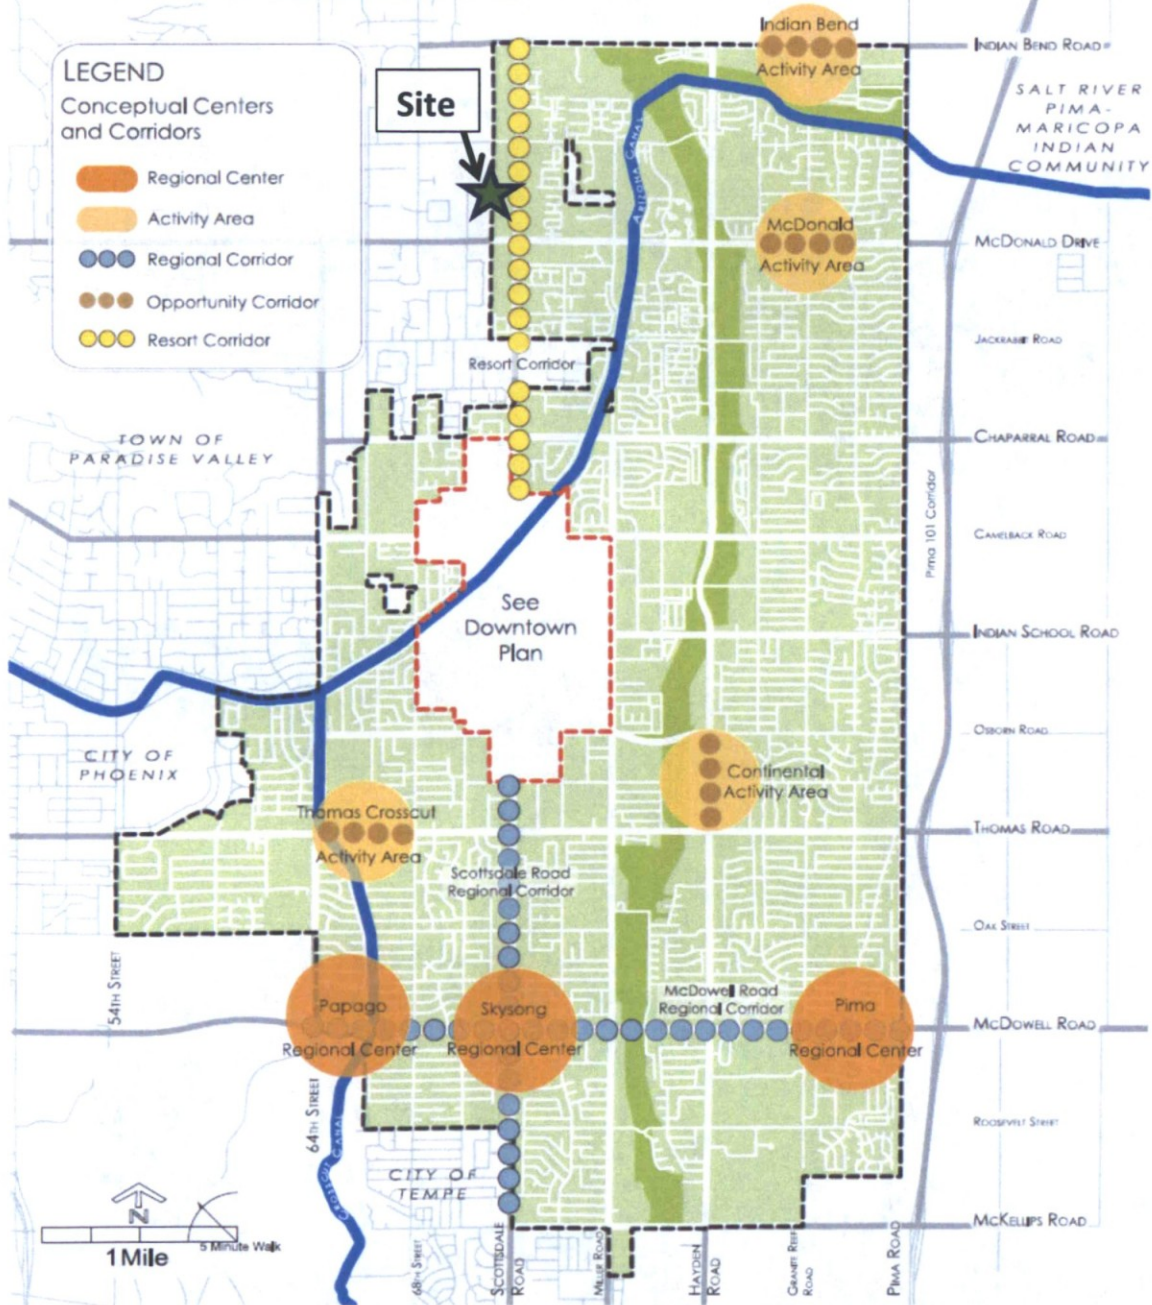 LEGEND
Conceptual Centers
and Corridors
Regional Center
Activity Area
Regional Corridor
Opportunity Corridor
Resort Corridor
Site
Indian Bend
Activity Area
INDIAN BEND ROAD
SALT RIVER
PIMA-
MARICOPA
INDIAN
COMMUNITY
ARIZONA CANAL
McDonald
Activity Area
MCDONALD DRIVE
JACKRABBIT ROAD
Resort Corridor
TOWN OF
PARADISE VALLEY
CHAPARRAL ROAD
Pima 101 Corridor
CAMELBACK ROAD
See
Downtown
Plan
INDIAN SCHOOL ROAD
OSBORN ROAD
CITY OF
PHOENIX
Continental
Activity Area
Thomas Crosscut
Activity Area
THOMAS ROAD
Scottsdale Road
Regional Corridor
OAK STREET
54TH STREET
Papago
Regional Center
Skysong
Regional Center
McDowell Road
Regional Corridor
Pima
Regional Center
MCDOWELL ROAD
64TH STREET
CROSSCUT CANAL
ROOSEVELT STREET
CITY OF
TEMPE
MCKELLIPS ROAD
N
1 Mile
5 Minute Walk
68TH STREET
SCOTTSDALE
ROAD
MILLER ROAD
HAYDEN
ROAD
GRANITE REEF
ROAD
PIMA ROAD